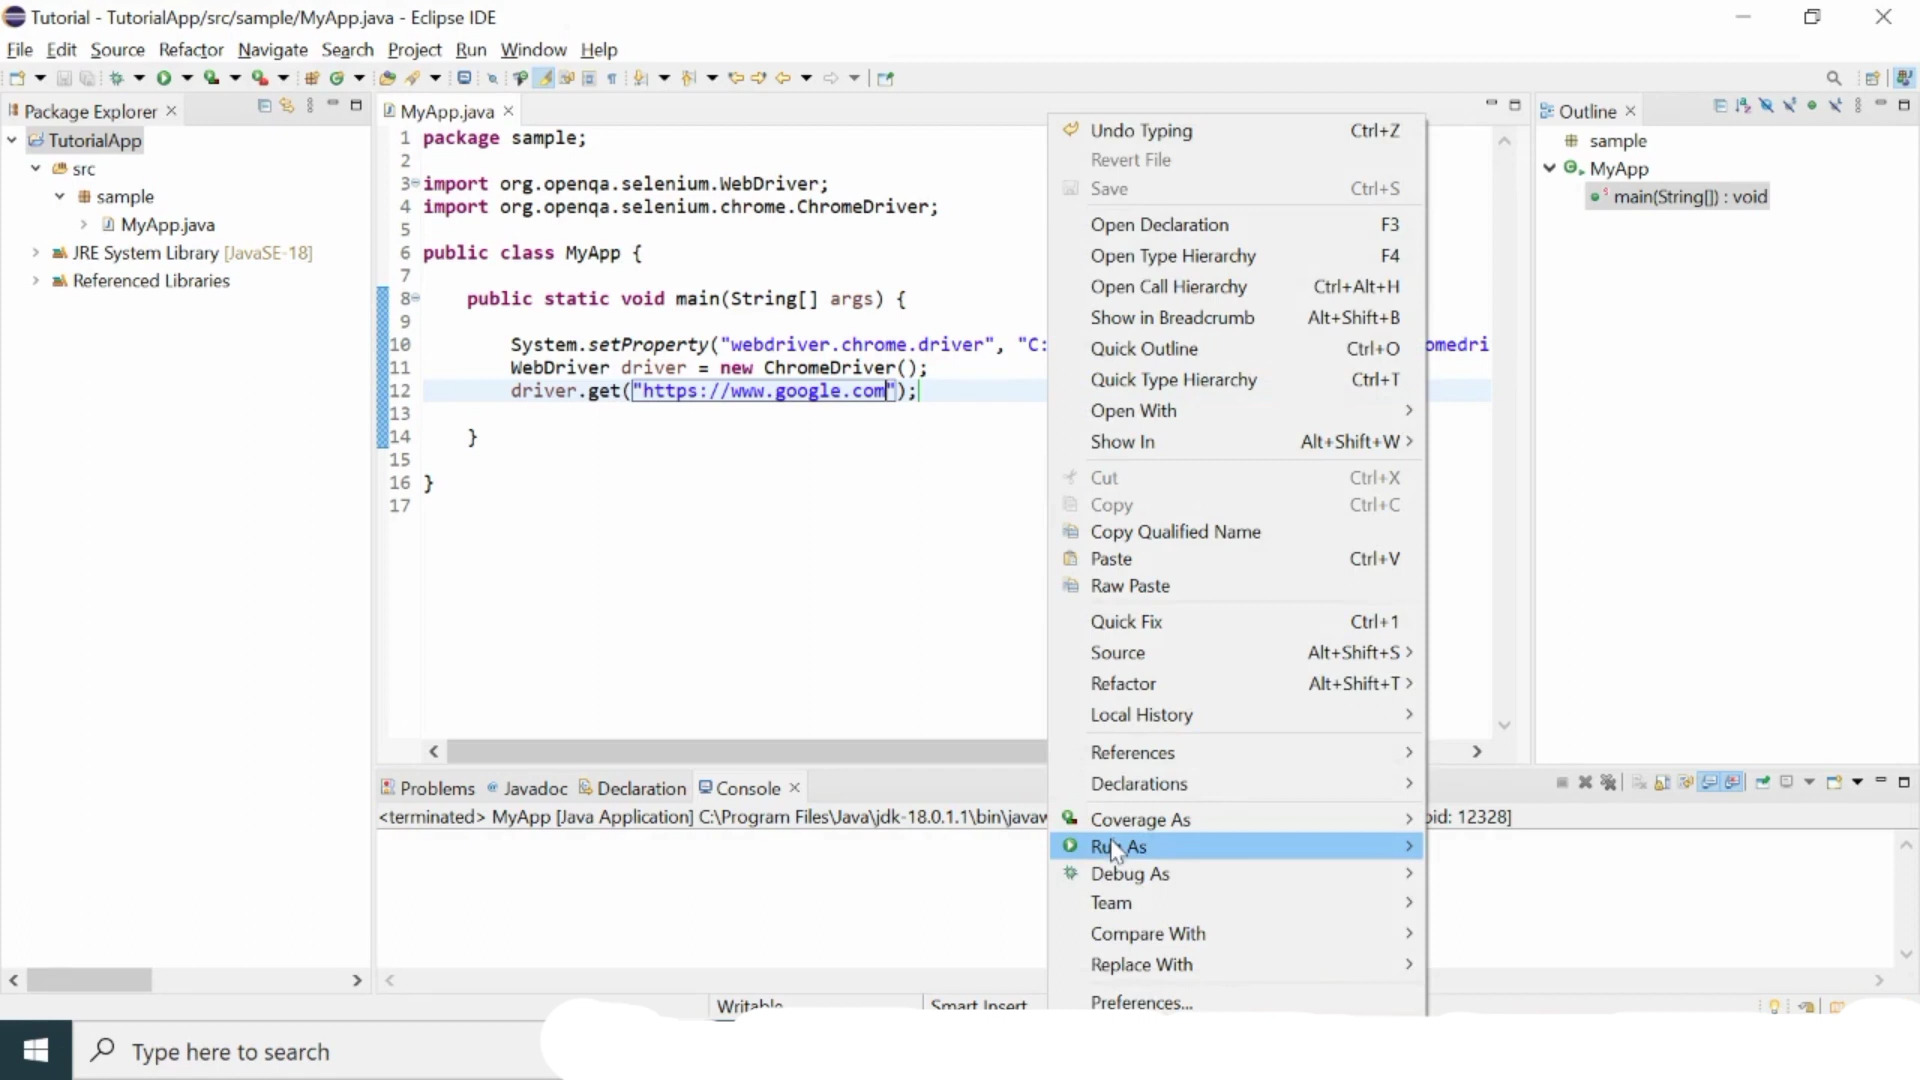 Tutorial - TutorialApp/src/sample/MyApp.java - Eclipse IDE
File Edit Source Refactor Navigate Search Project Run Window Help
Package Explorer
TutorialApp
src
sample
MyApp.java
JRE System Library [JavaSE-18]
Referenced Libraries
MyApp.java
1 package sample;
2
3 import org.openqa.selenium.WebDriver;
4 import org.openqa.selenium.chrome.ChromeDriver;
5
6 public class MyApp {
7
8 public static void main(String[] args) {
9
10 System.setProperty("webdriver.chrome.driver", "C: omedri
11 WebDriver driver = new ChromeDriver();
12 driver.get("https://www.google.com");
13
14 }
15
16 }
17
Undo Typing Ctrl+Z
Revert File
Save Ctrl+S
Open Declaration F3
Open Type Hierarchy F4
Open Call Hierarchy Ctrl+Alt+H
Show in Breadcrumb Alt+Shift+B
Quick Outline Ctrl+O
Quick Type Hierarchy Ctrl+T
Open With
Show In Alt+Shift+W
Cut Ctrl+X
Copy Ctrl+C
Copy Qualified Name
Paste Ctrl+V
Raw Paste
Quick Fix Ctrl+1
Source Alt+Shift+S
Refactor Alt+Shift+T
Local History
References
Declarations
Coverage As
Run As
Debug As
Team
Compare With
Replace With
Preferences...
Outline
sample
MyApp
main(String[]) : void
Problems Javadoc Declaration Console
<terminated> MyApp [Java Application] C:\Program Files\Java\jdk-18.0.1.1\bin\javaw pid: 12328]
Writable Smart Insert
Type here to search